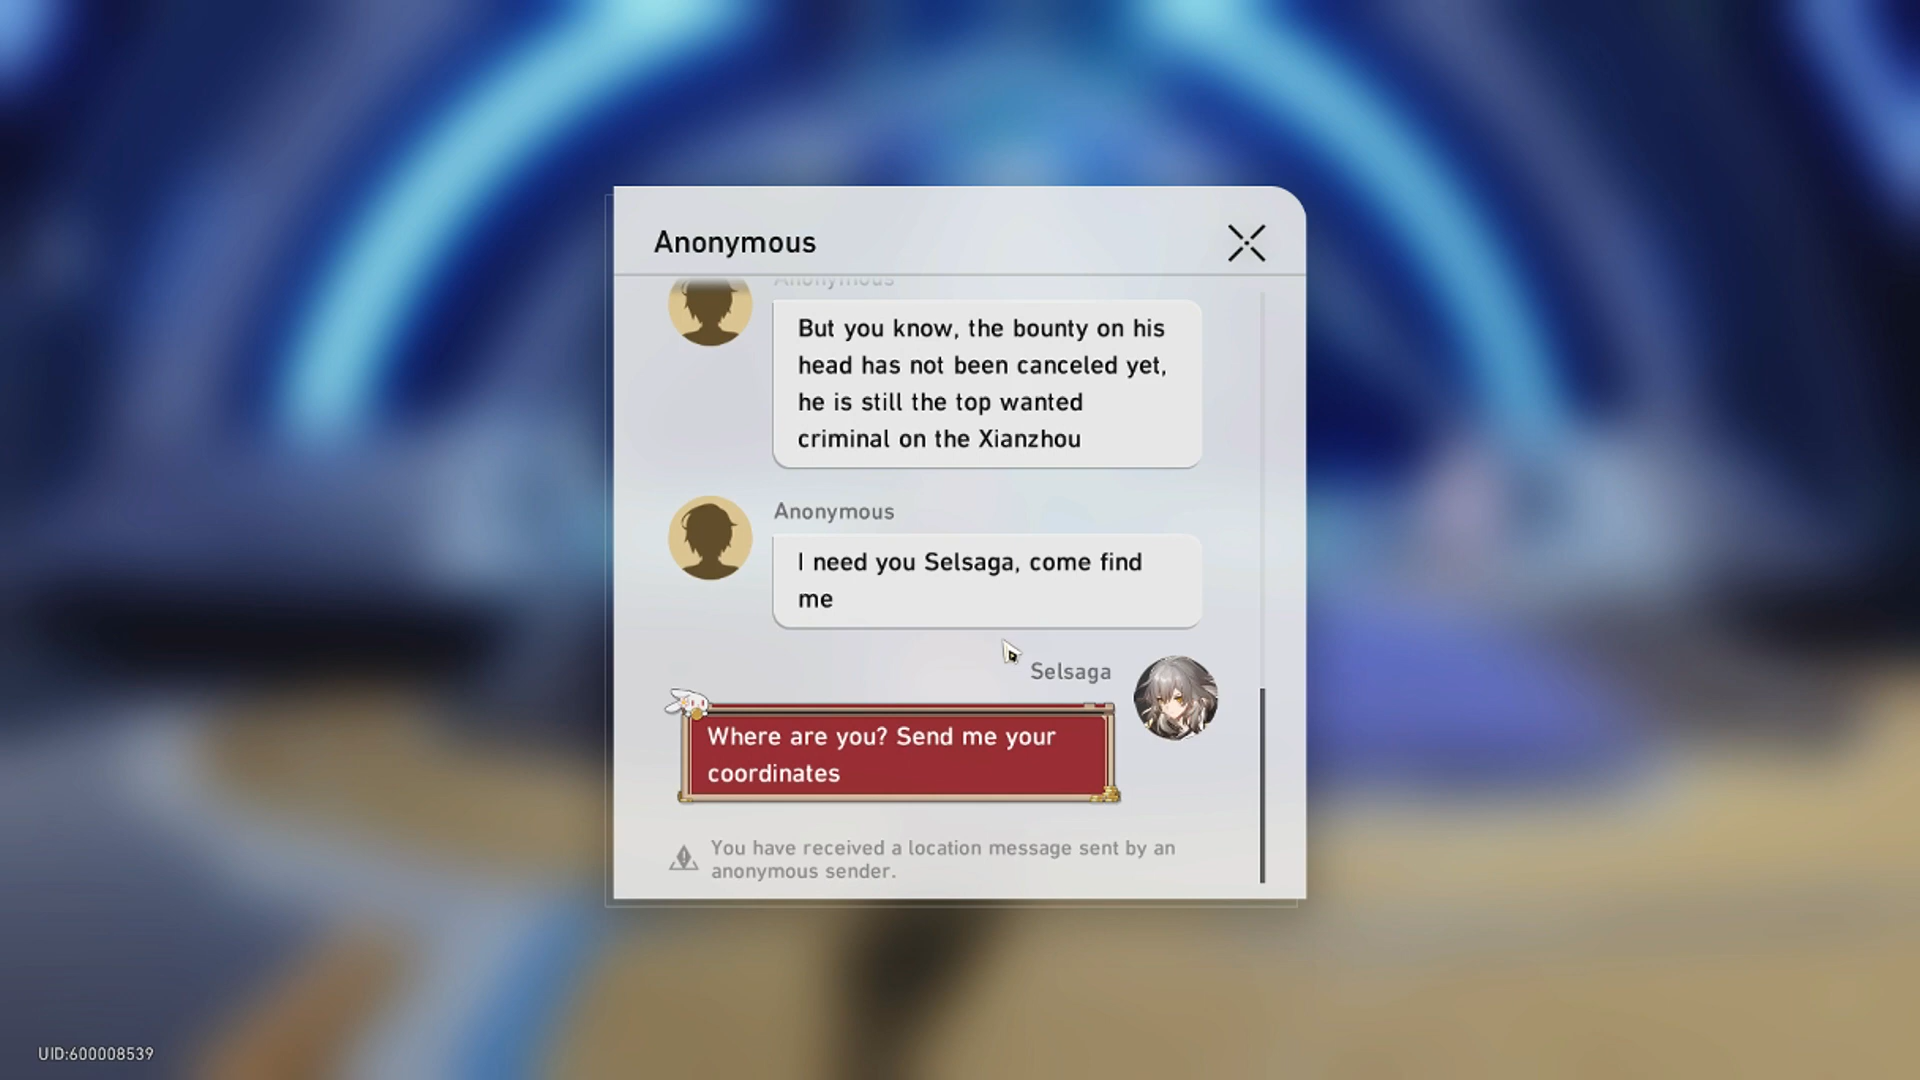 Anonymous
Anonymous
But you know, the bounty on his
head has not been canceled yet,
he is still the top wanted
criminal on the Xianzhou
Anonymous
I need you Selsaga, come find
me
Selsaga
Where are you? Send me your
coordinates
You have received a location message sent by an
anonymous sender.
UID:600008539